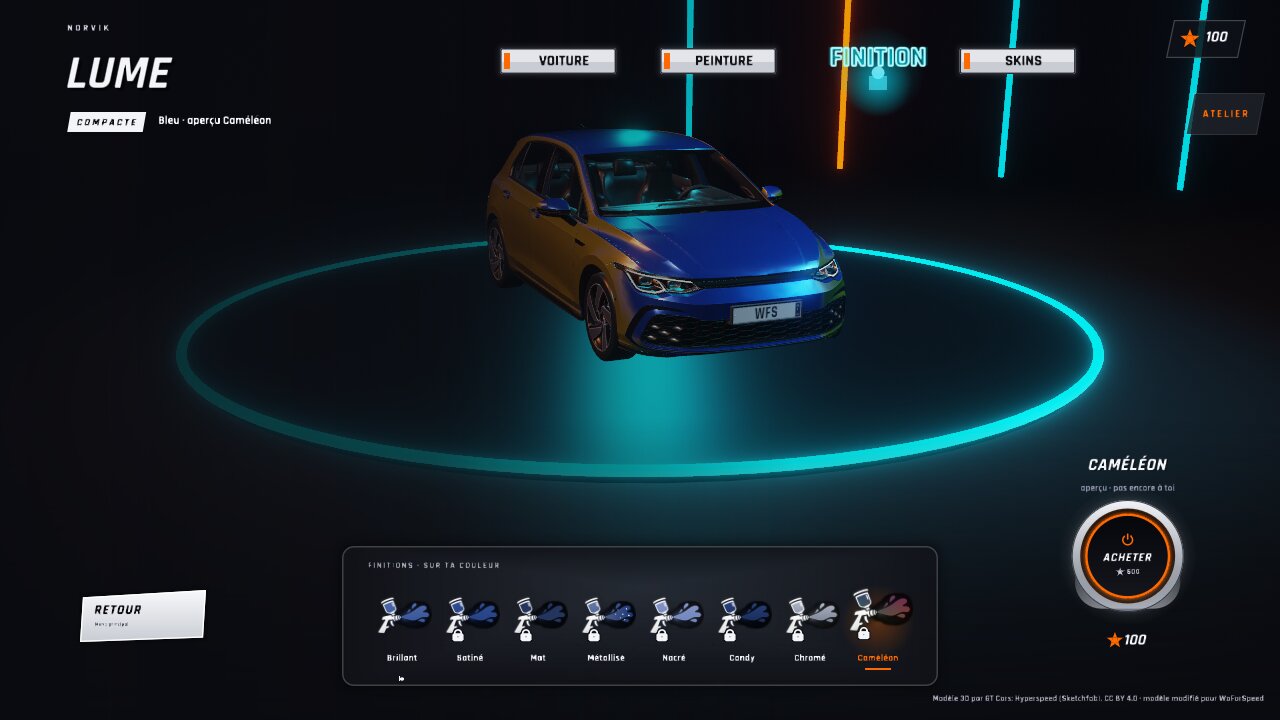 NORVIK
LUME
COMPACTE
Bleu · aperçu Caméléon
VOITURE
PEINTURE
FINITION
SKINS
100
ATELIER
WFS
CAMÉLÉON
aperçu · pas encore à toi
ACHETER
600
100
RETOUR
Menu principal
FINITIONS · SUR TA COULEUR
Brillant
Satiné
Mat
Métallisé
Nacré
Candy
Chromé
Caméléon
Modèle 3D par GT Cars: Hyperspeed (Sketchfab), CC BY 4.0 · modèle modifié pour WoForSpeed